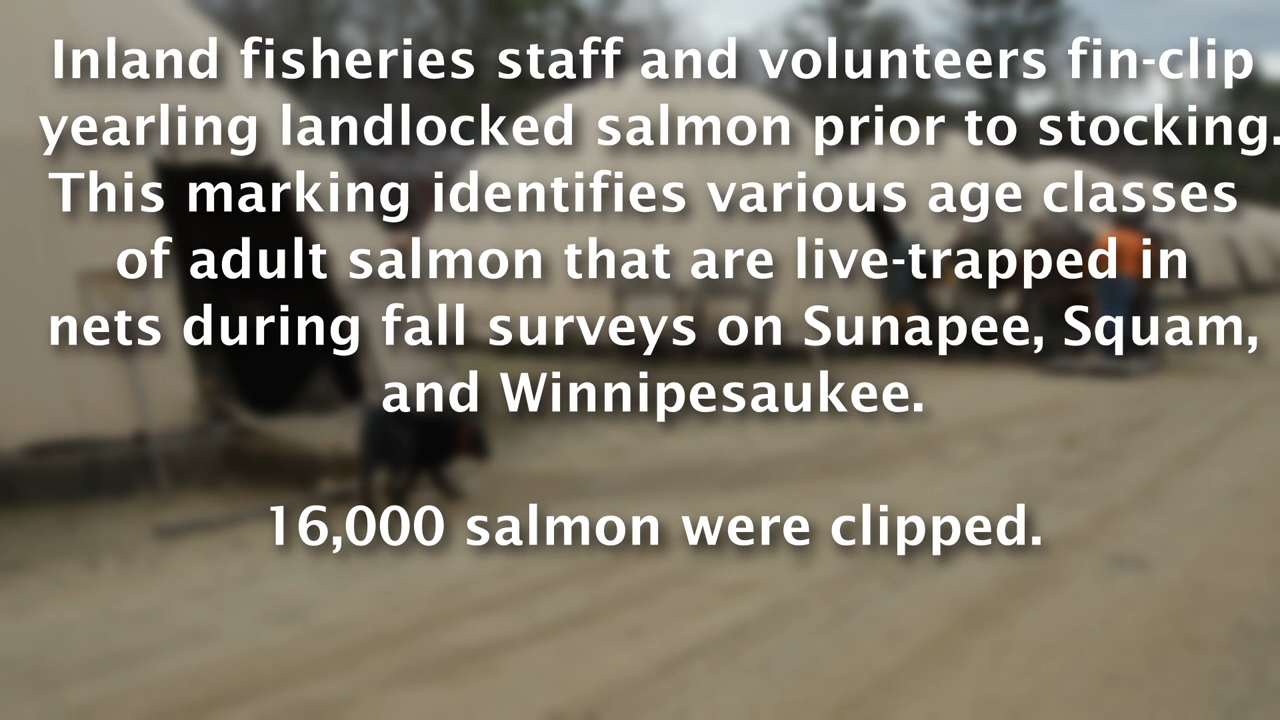 Inland fisheries staff and volunteers fin-clip
yearling landlocked salmon prior to stocking.
This marking identifies various age classes
of adult salmon that are live-trapped in
nets during fall surveys on Sunapee, Squam,
and Winnipesaukee.
16,000 salmon were clipped.